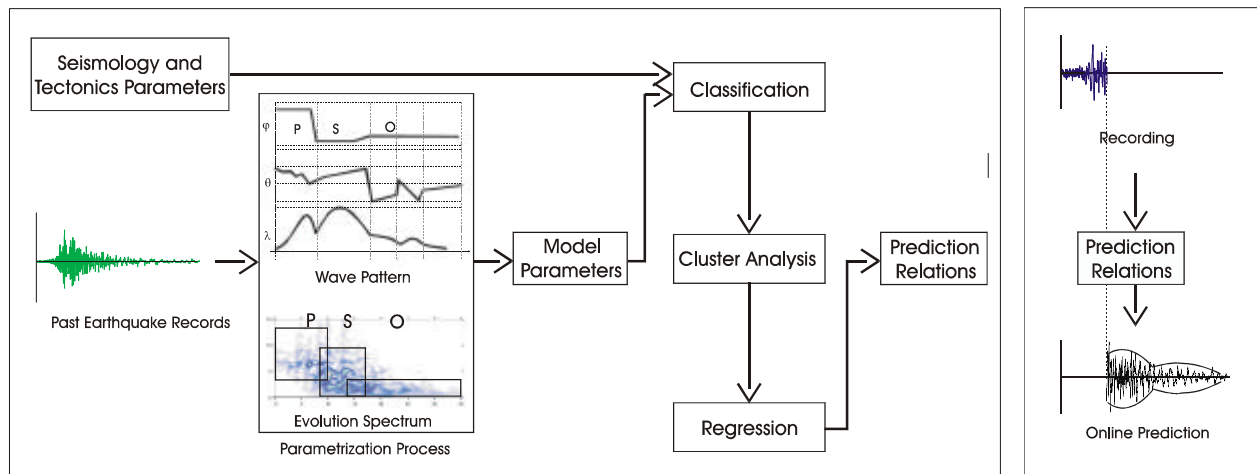 Seismology and
Tectonics Parameters
φ
P S O
θ
λ
Wave Pattern
P S O
Evolution Spectrum
Parametrization Process
Past Earthquake Records
Model
Parameters
Classification
Cluster Analysis
Regression
Prediction
Relations
Recording
Prediction
Relations
Online Prediction